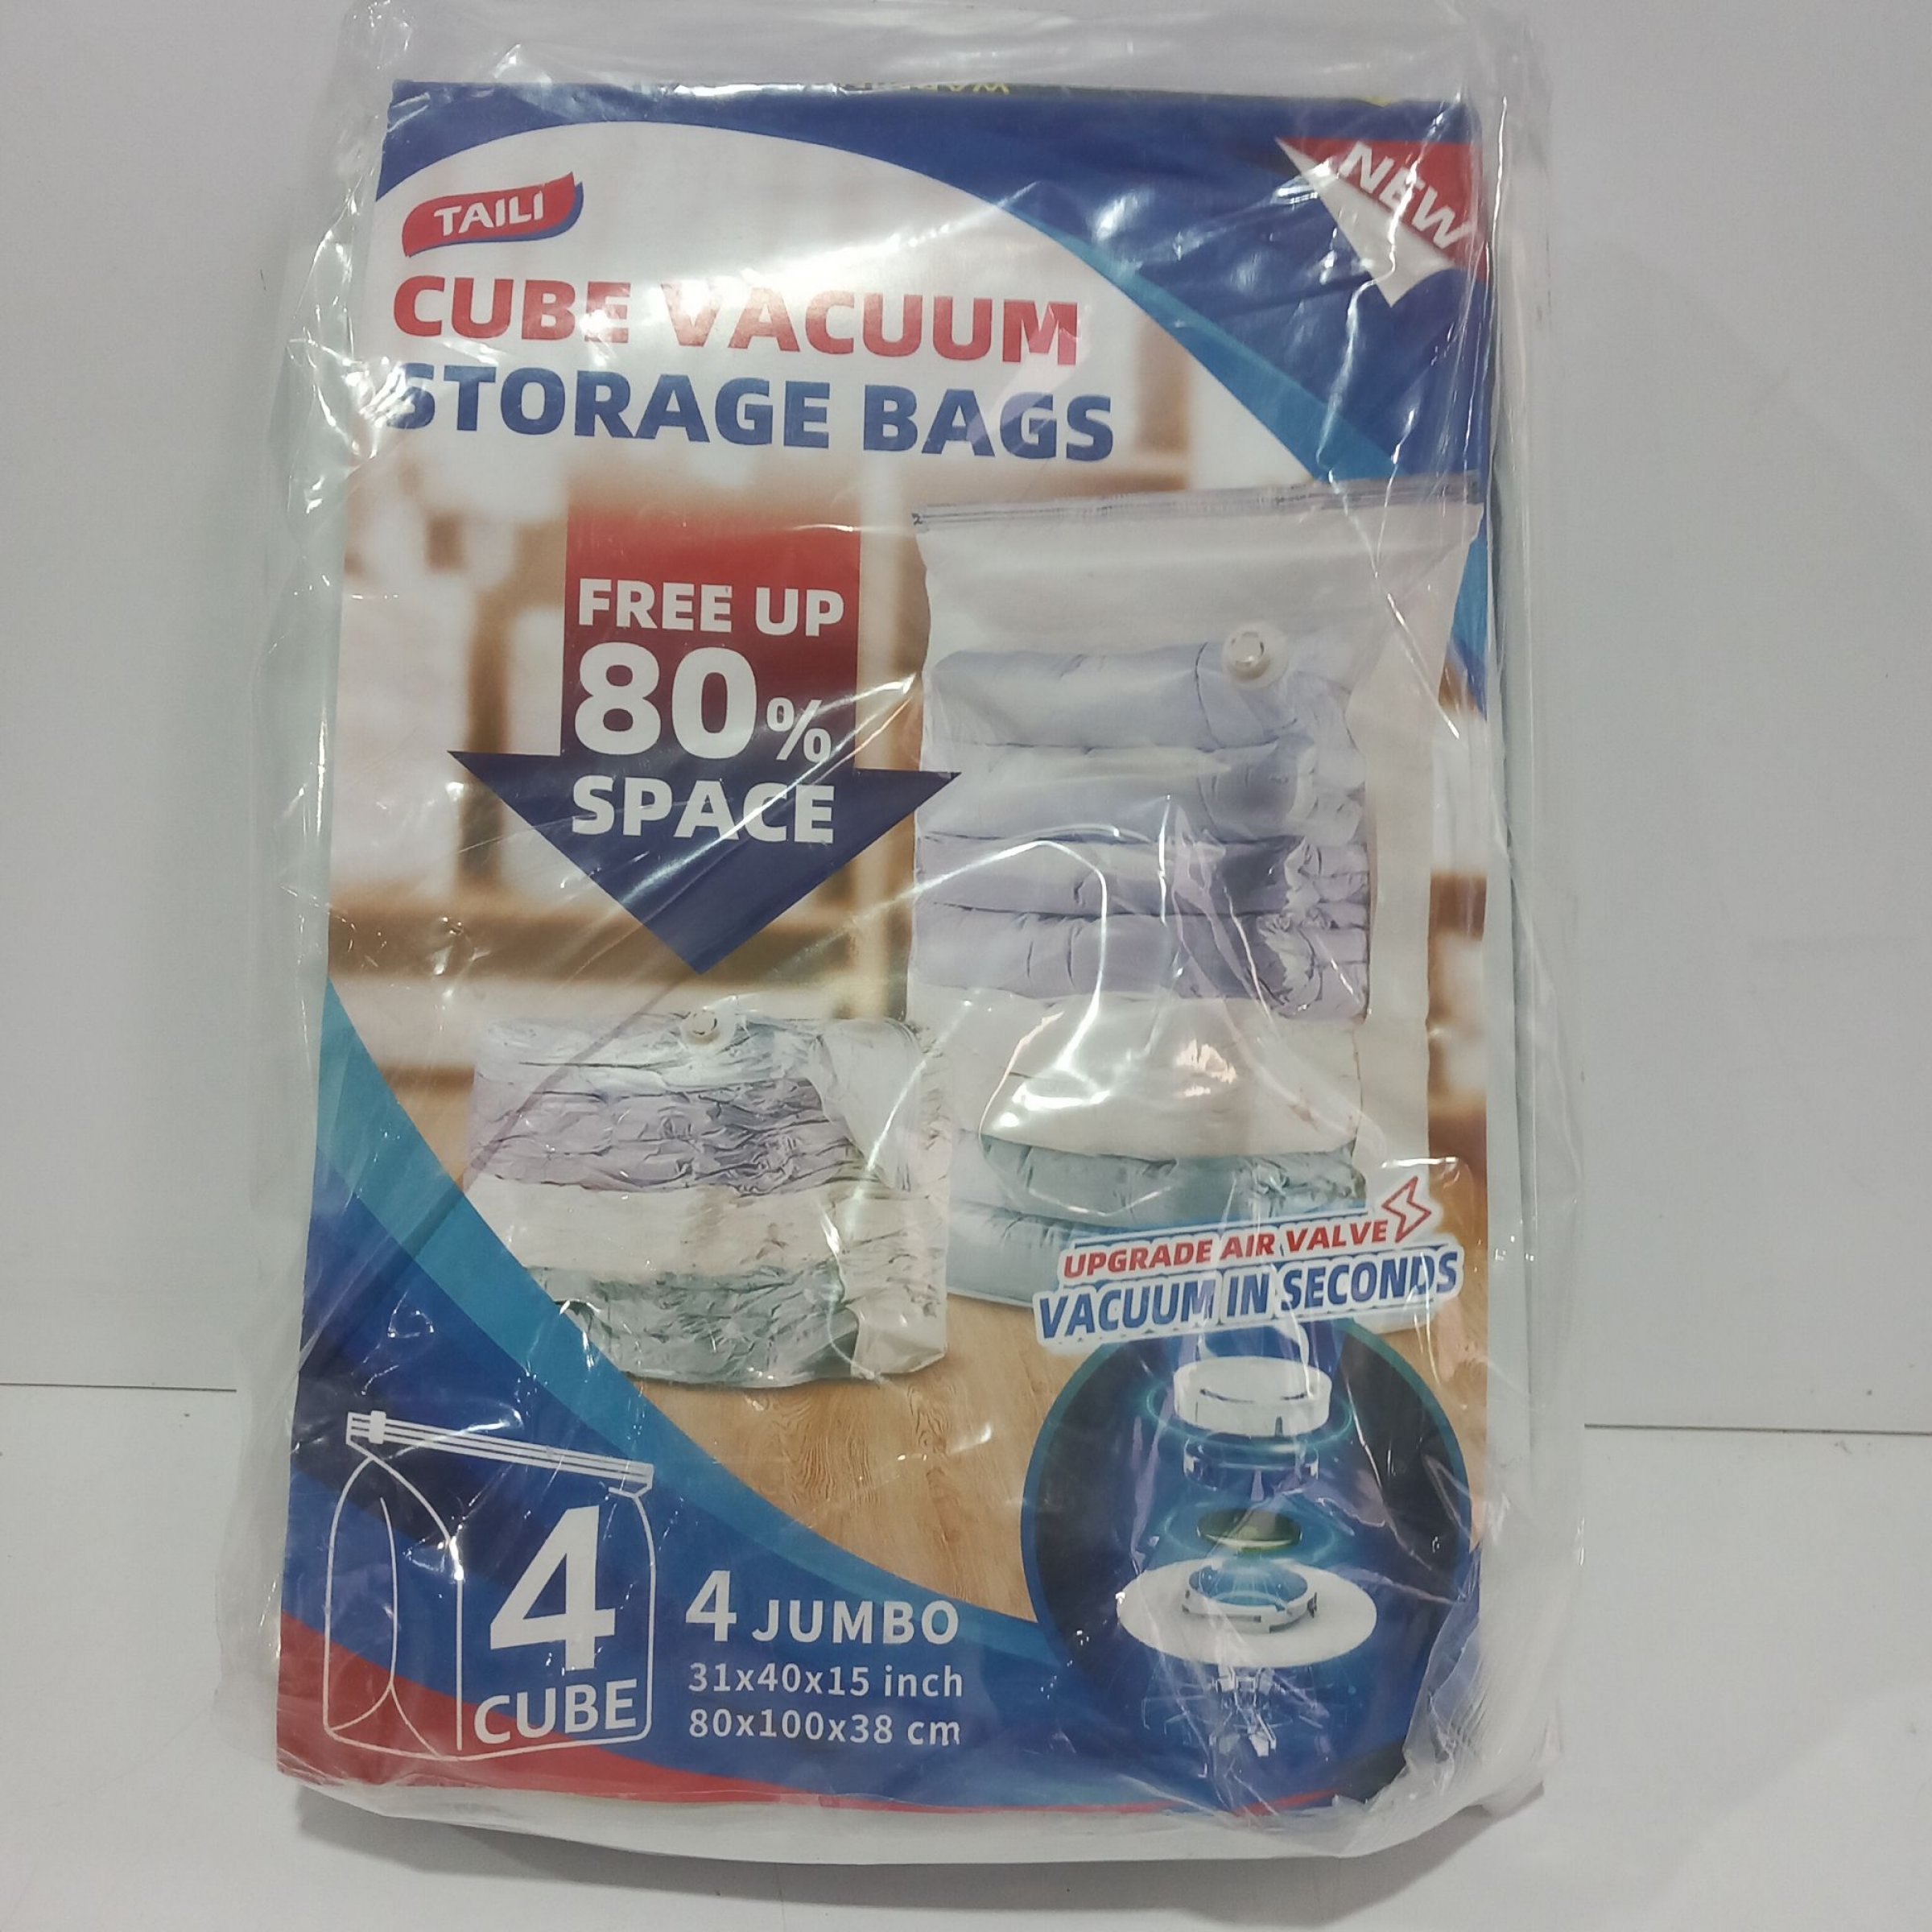 TAILI
NEW
CUBE VACUUM
STORAGE BAGS
FREE UP
80%
SPACE
UPGRADE AIR VALVE
VACUUM IN SECONDS
4
CUBE
4 JUMBO
31x40x15 inch
80x100x38 cm